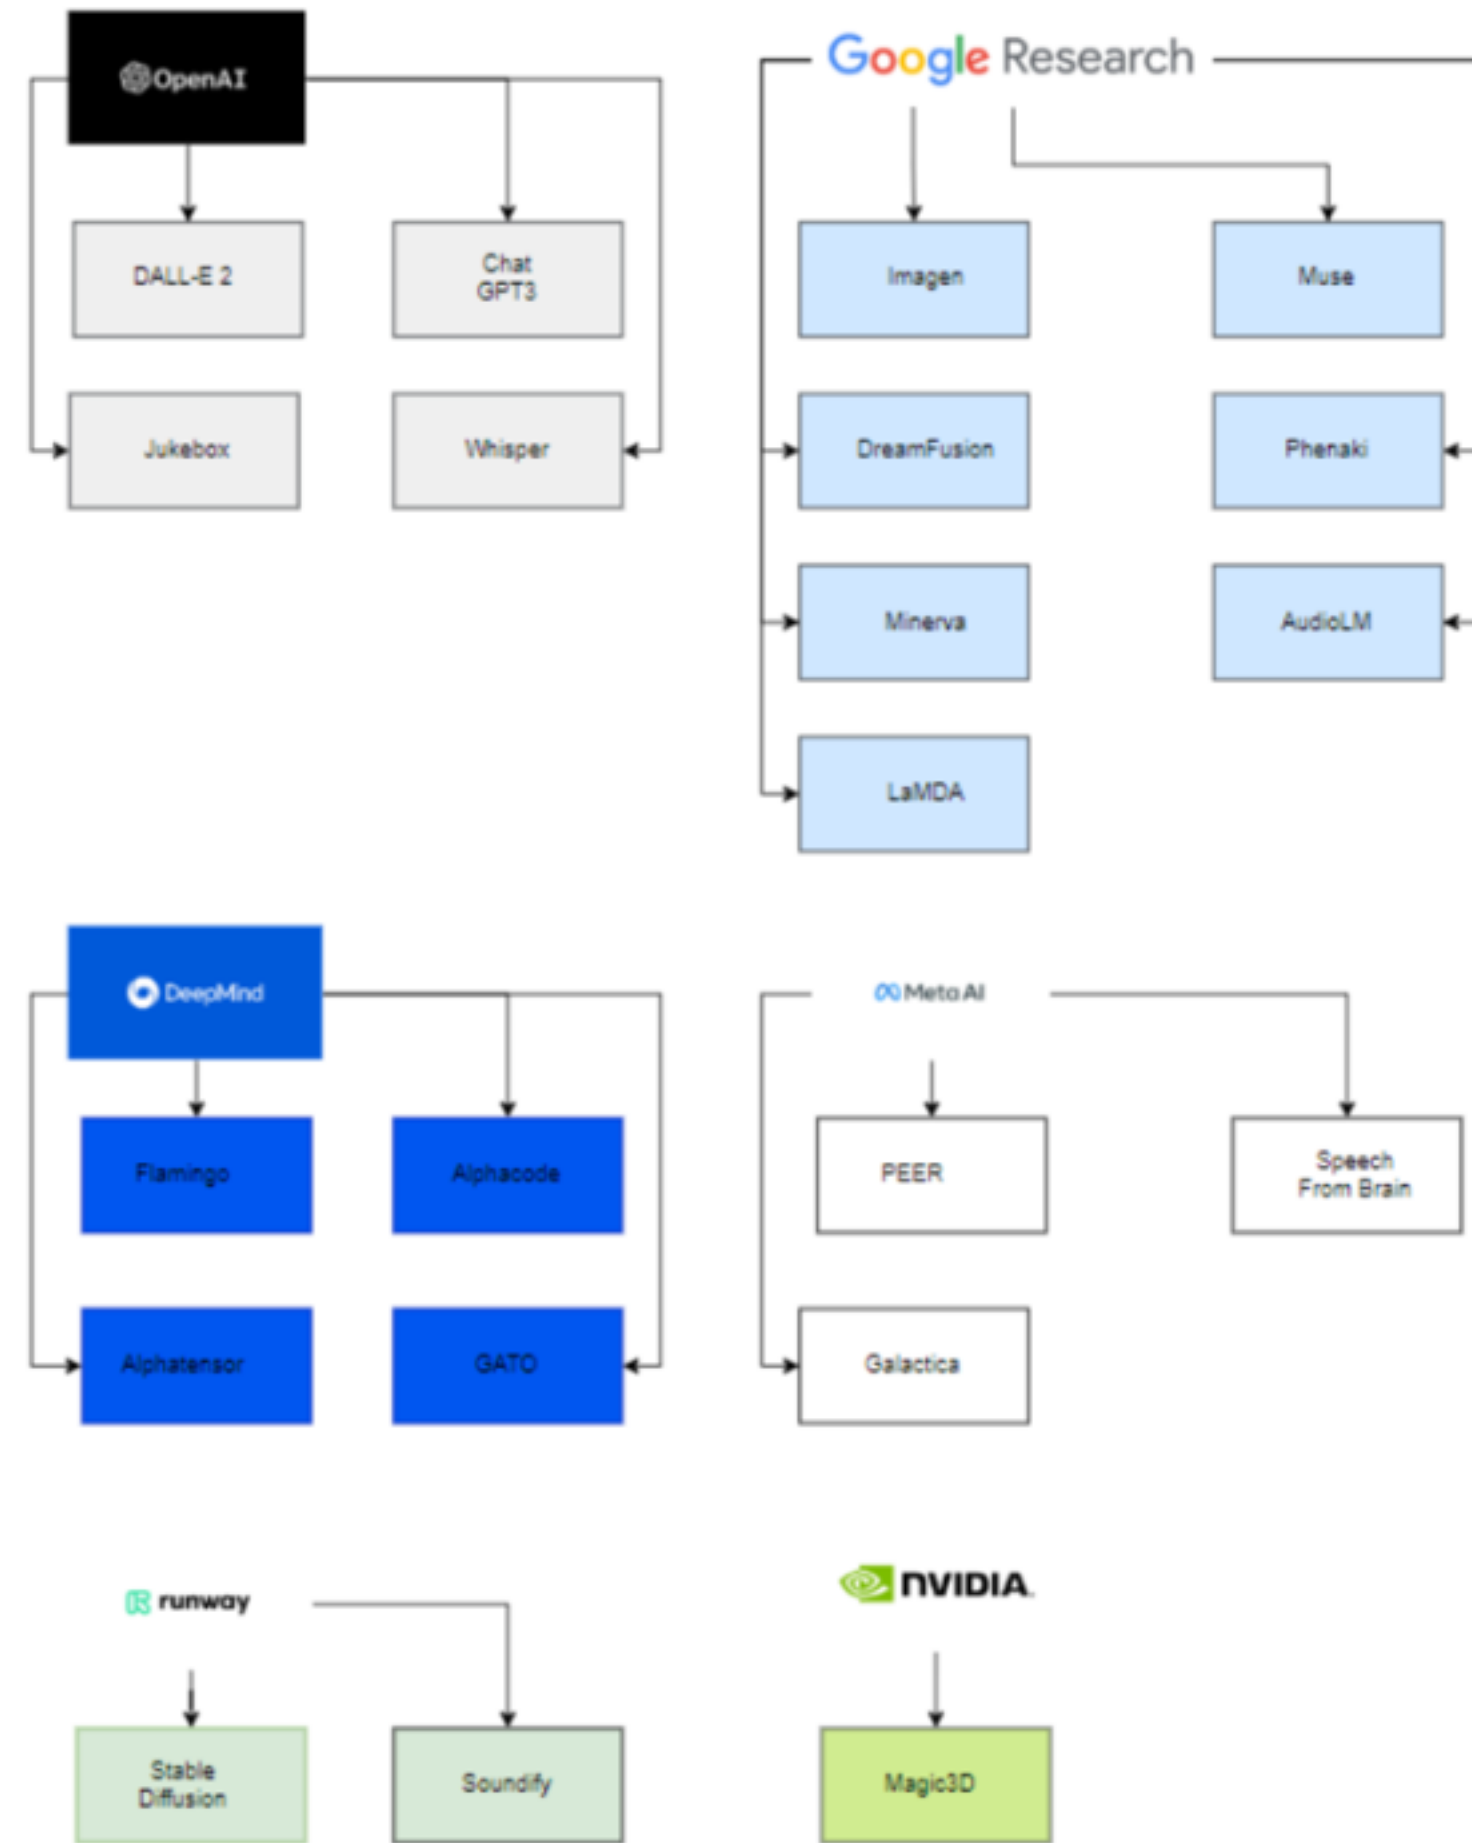 OpenAI
DALL-E 2
Chat
GPT3
Jukebox
Whisper
Google Research
Imagen
Muse
DreamFusion
Phenaki
Minerva
AudioLM
LaMDA
DeepMind
Flamingo
Alphacode
Alphatensor
GATO
Meta AI
PEER
Speech
From Brain
Galactica
runway
Stable
Diffusion
Soundify
NVIDIA.
Magic3D